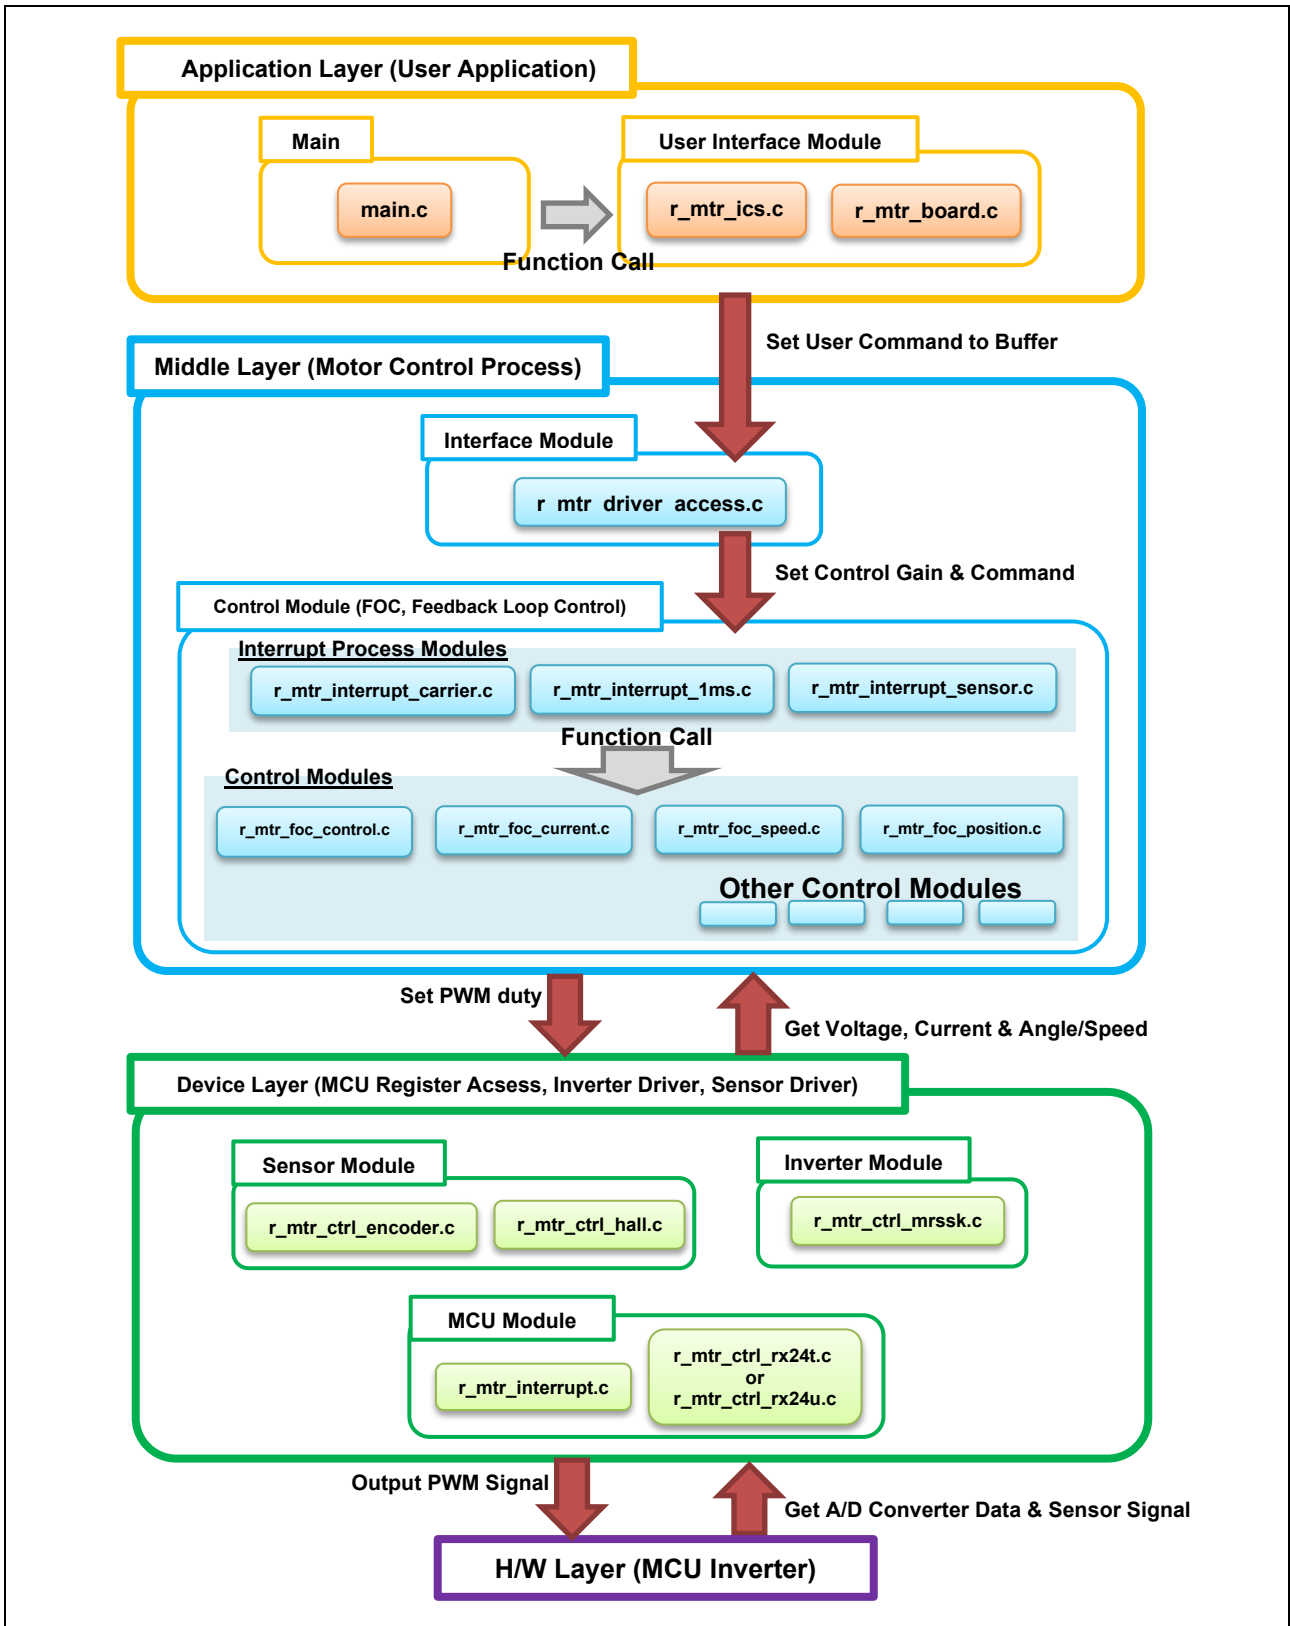 Application Layer (User Application)
Main
User Interface Module
main.c
r_mtr_ics.c
r_mtr_board.c
Function Call
Set User Command to Buffer
Middle Layer (Motor Control Process)
Interface Module
r_mtr_driver_access.c
Set Control Gain & Command
Control Module (FOC, Feedback Loop Control)
Interrupt Process Modules
r_mtr_interrupt_carrier.c
r_mtr_interrupt_1ms.c
r_mtr_interrupt_sensor.c
Function Call
Control Modules
r_mtr_foc_control.c
r_mtr_foc_current.c
r_mtr_foc_speed.c
r_mtr_foc_position.c
Other Control Modules
Set PWM duty
Get Voltage, Current & Angle/Speed
Device Layer (MCU Register Acsess, Inverter Driver, Sensor Driver)
Sensor Module
Inverter Module
r_mtr_ctrl_encoder.c
r_mtr_ctrl_hall.c
r_mtr_ctrl_mrssk.c
MCU Module
r_mtr_interrupt.c
r_mtr_ctrl_rx24t.c
or
r_mtr_ctrl_rx24u.c
Output PWM Signal
Get A/D Converter Data & Sensor Signal
H/W Layer (MCU Inverter)